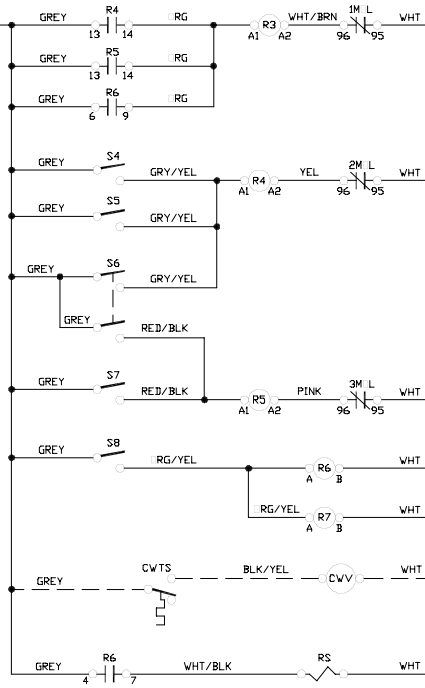 GREY R4 RG R3 WHT/BRN 1M L WHT
13 14 A1 A2 96 95
GREY R5 RG
13 14
GREY R6 RG
6 9
S4
GREY GRY/YEL R4 YEL 2M L WHT
A1 A2 96 95
S5
GREY GRY/YEL
S6
GREY GRY/YEL
GREY RED/BLK
S7
GREY RED/BLK R5 PINK 3M L WHT
A1 A2 96 95
S8
GREY RG/YEL R6 WHT
A B
RG/YEL R7 WHT
A B
CWTS
GREY BLK/YEL CWV WHT
R6 RS
GREY WHT/BLK WHT
4 7